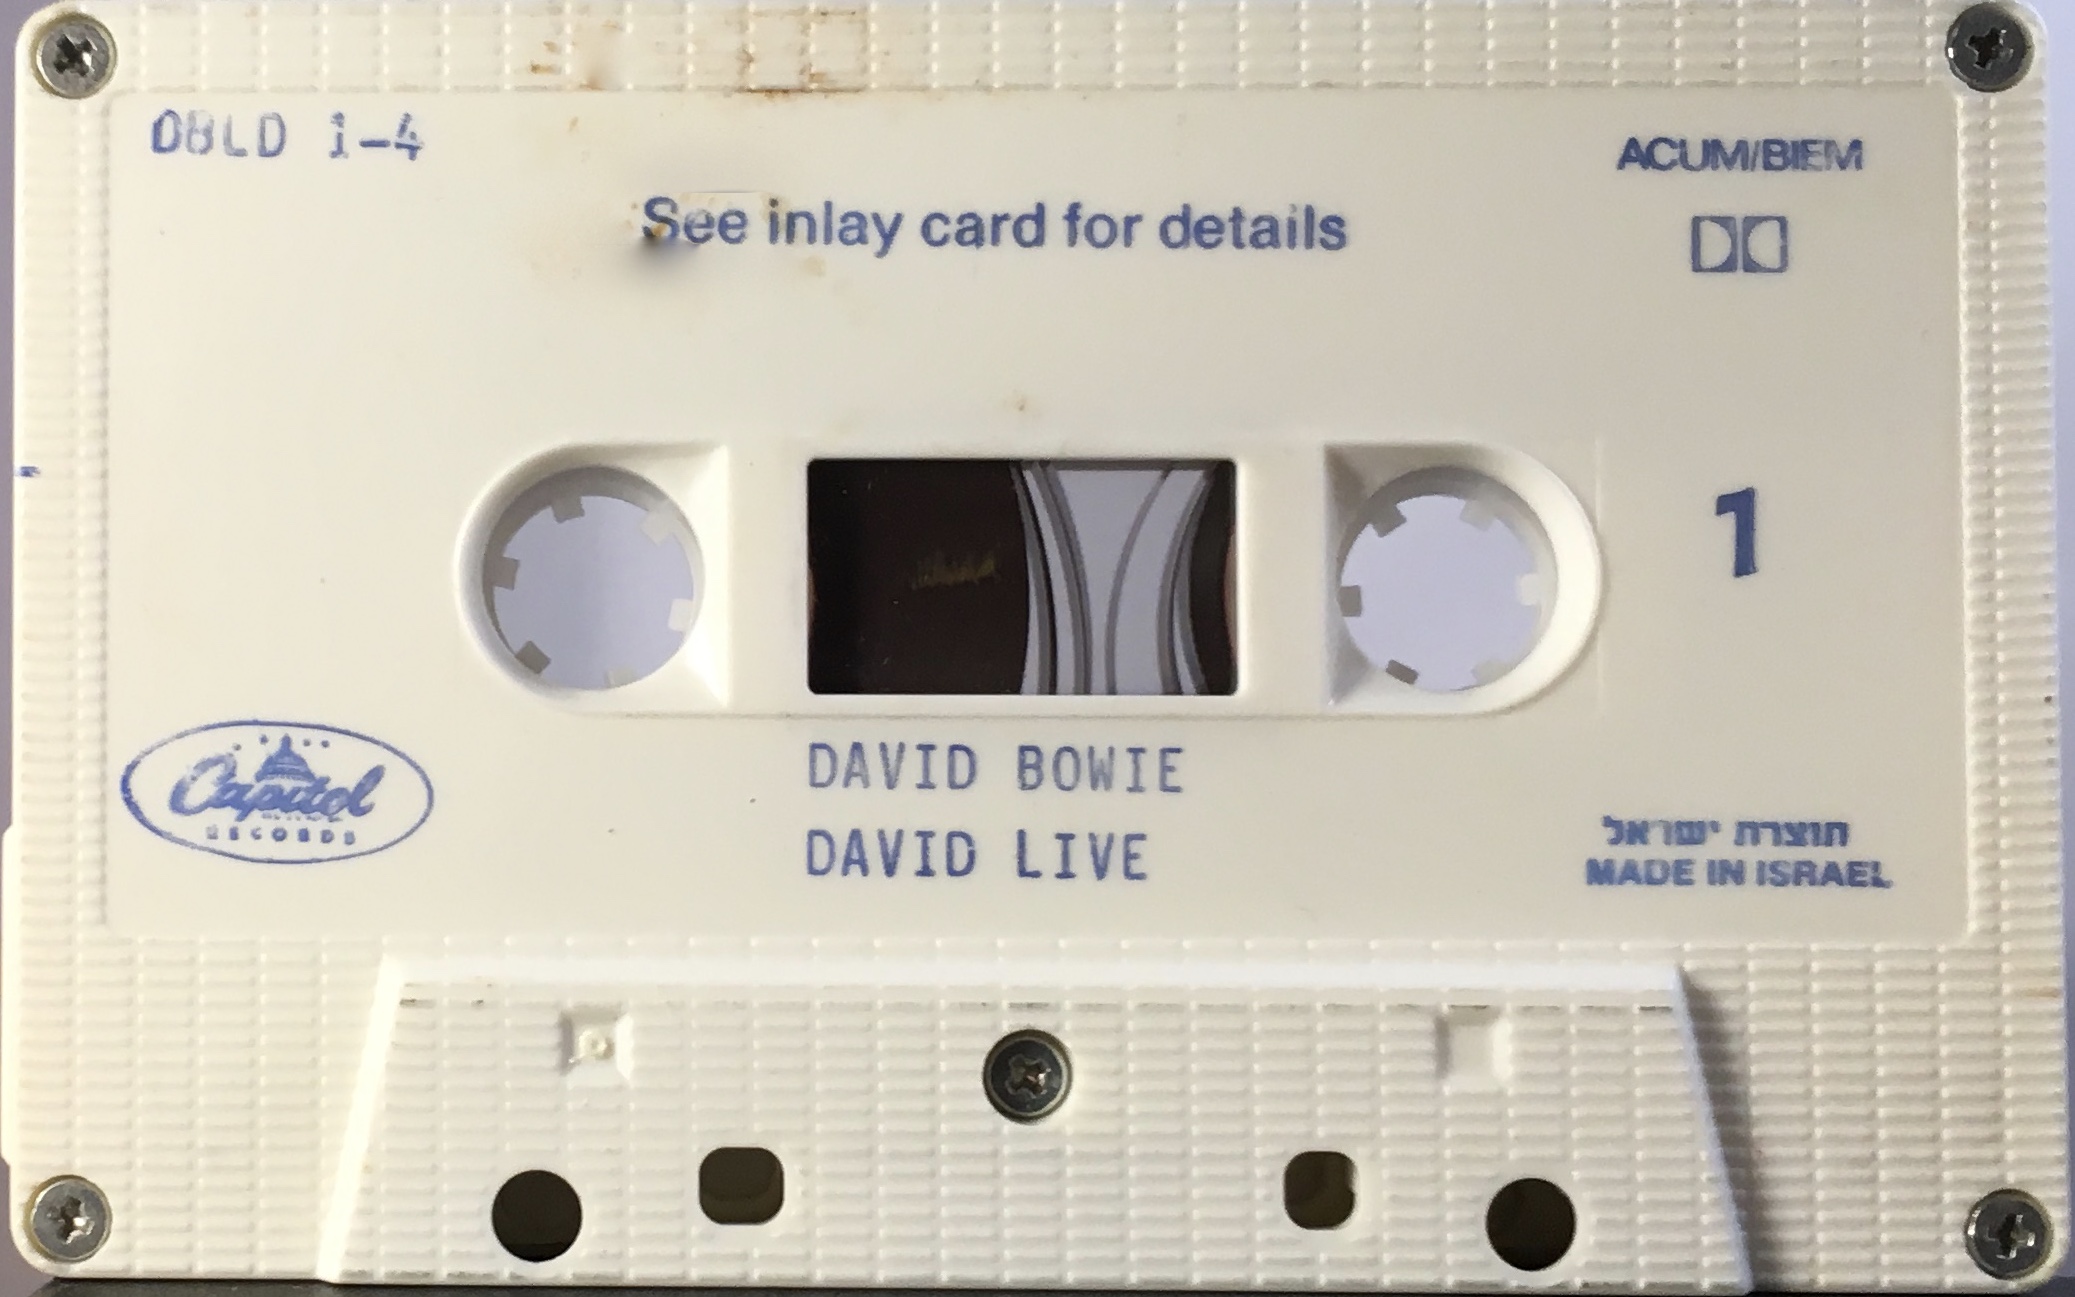 DBLD 1-4
ACUM/BIEM
See inlay card for details
1
Capitol
RECORDS
DAVID BOWIE
DAVID LIVE
תוצרת ישראל
MADE IN ISRAEL